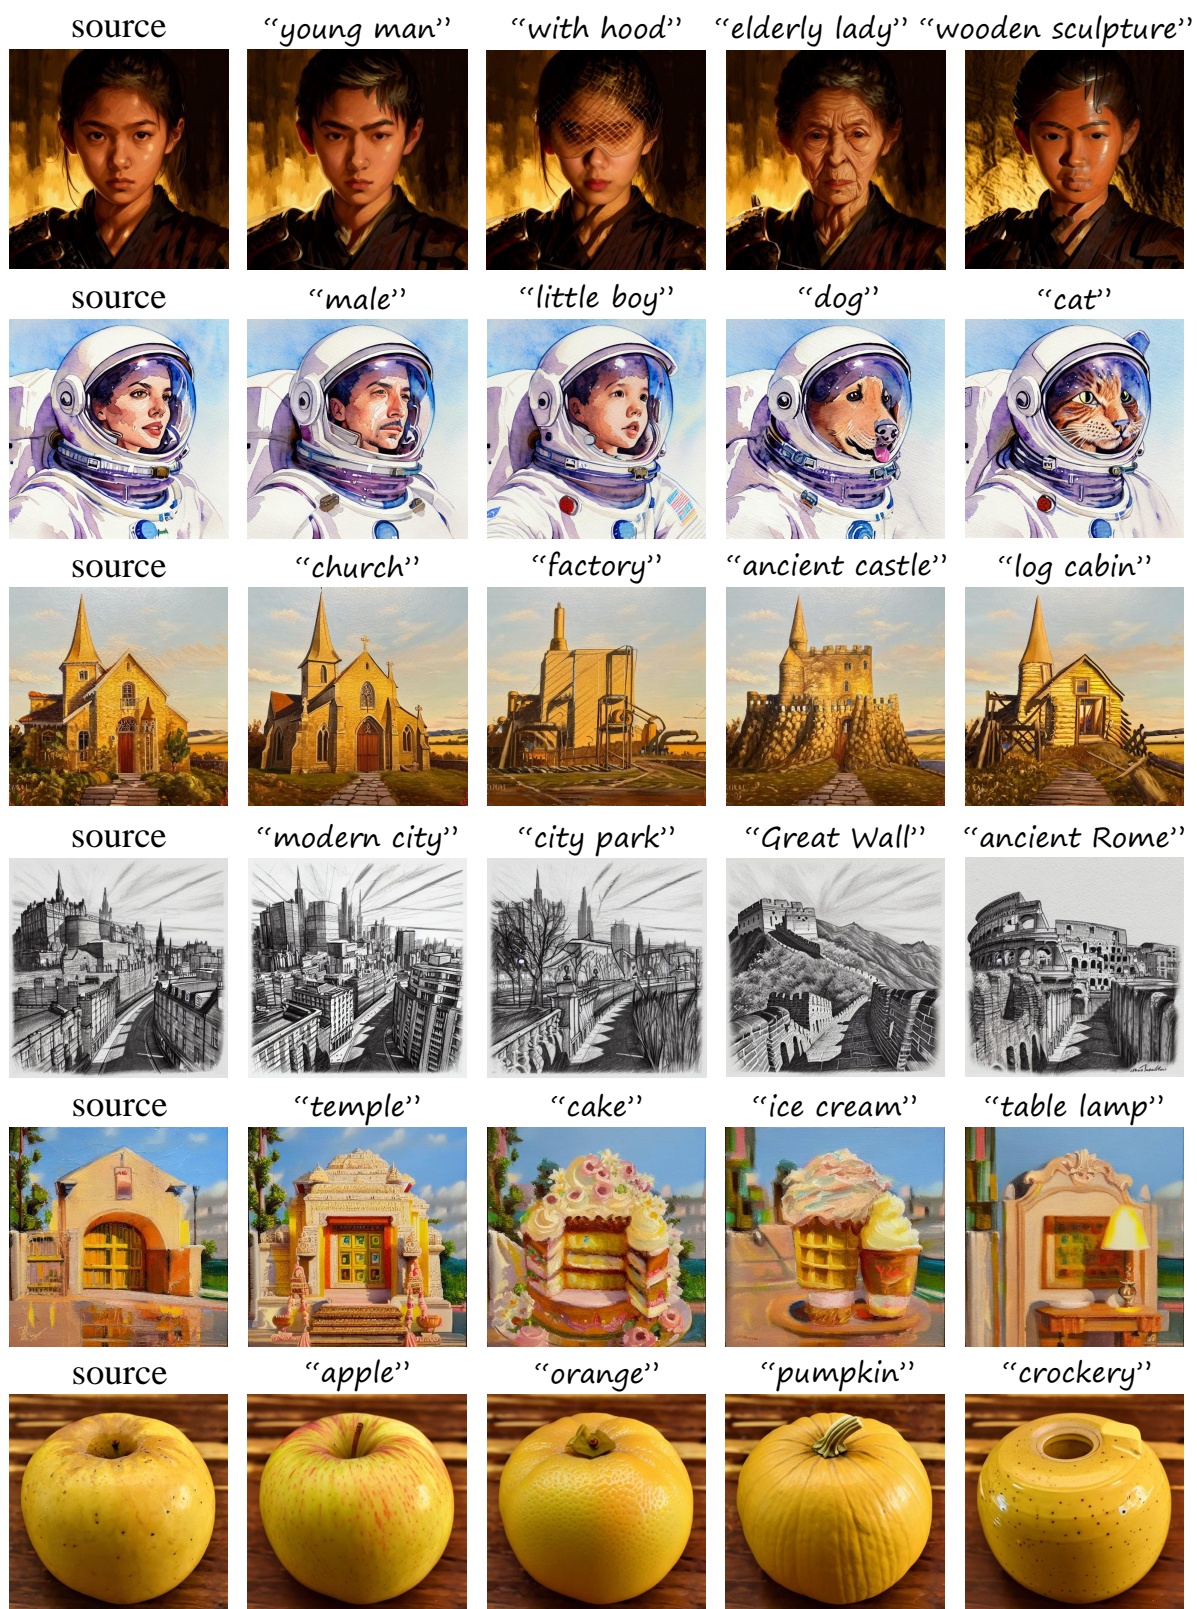 source “young man” “with hood” “elderly lady” “wooden sculpture”
source “male” “little boy” “dog” “cat”
source “church” “factory” “ancient castle” “log cabin”
source “modern city” “city park” “Great Wall” “ancient Rome”
source “temple” “cake” “ice cream” “table lamp”
source “apple” “orange” “pumpkin” “crockery”